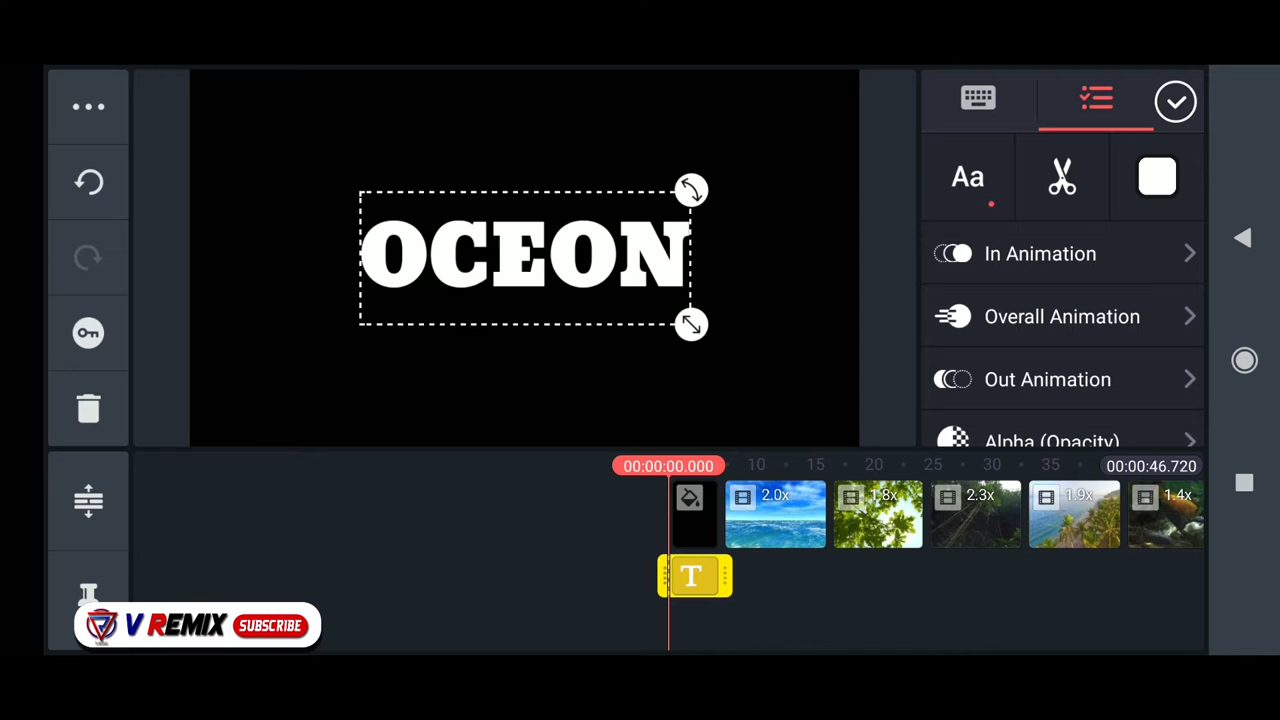 OCEON
Aa
In Animation
Overall Animation
Out Animation
Alpha (Opacity)
00:00:00.000
10
15
20
25
30
35
00:00:46.720
2.0x
1.8x
2.3x
1.9x
1.4x
T
V REMIX
SUBSCRIBE